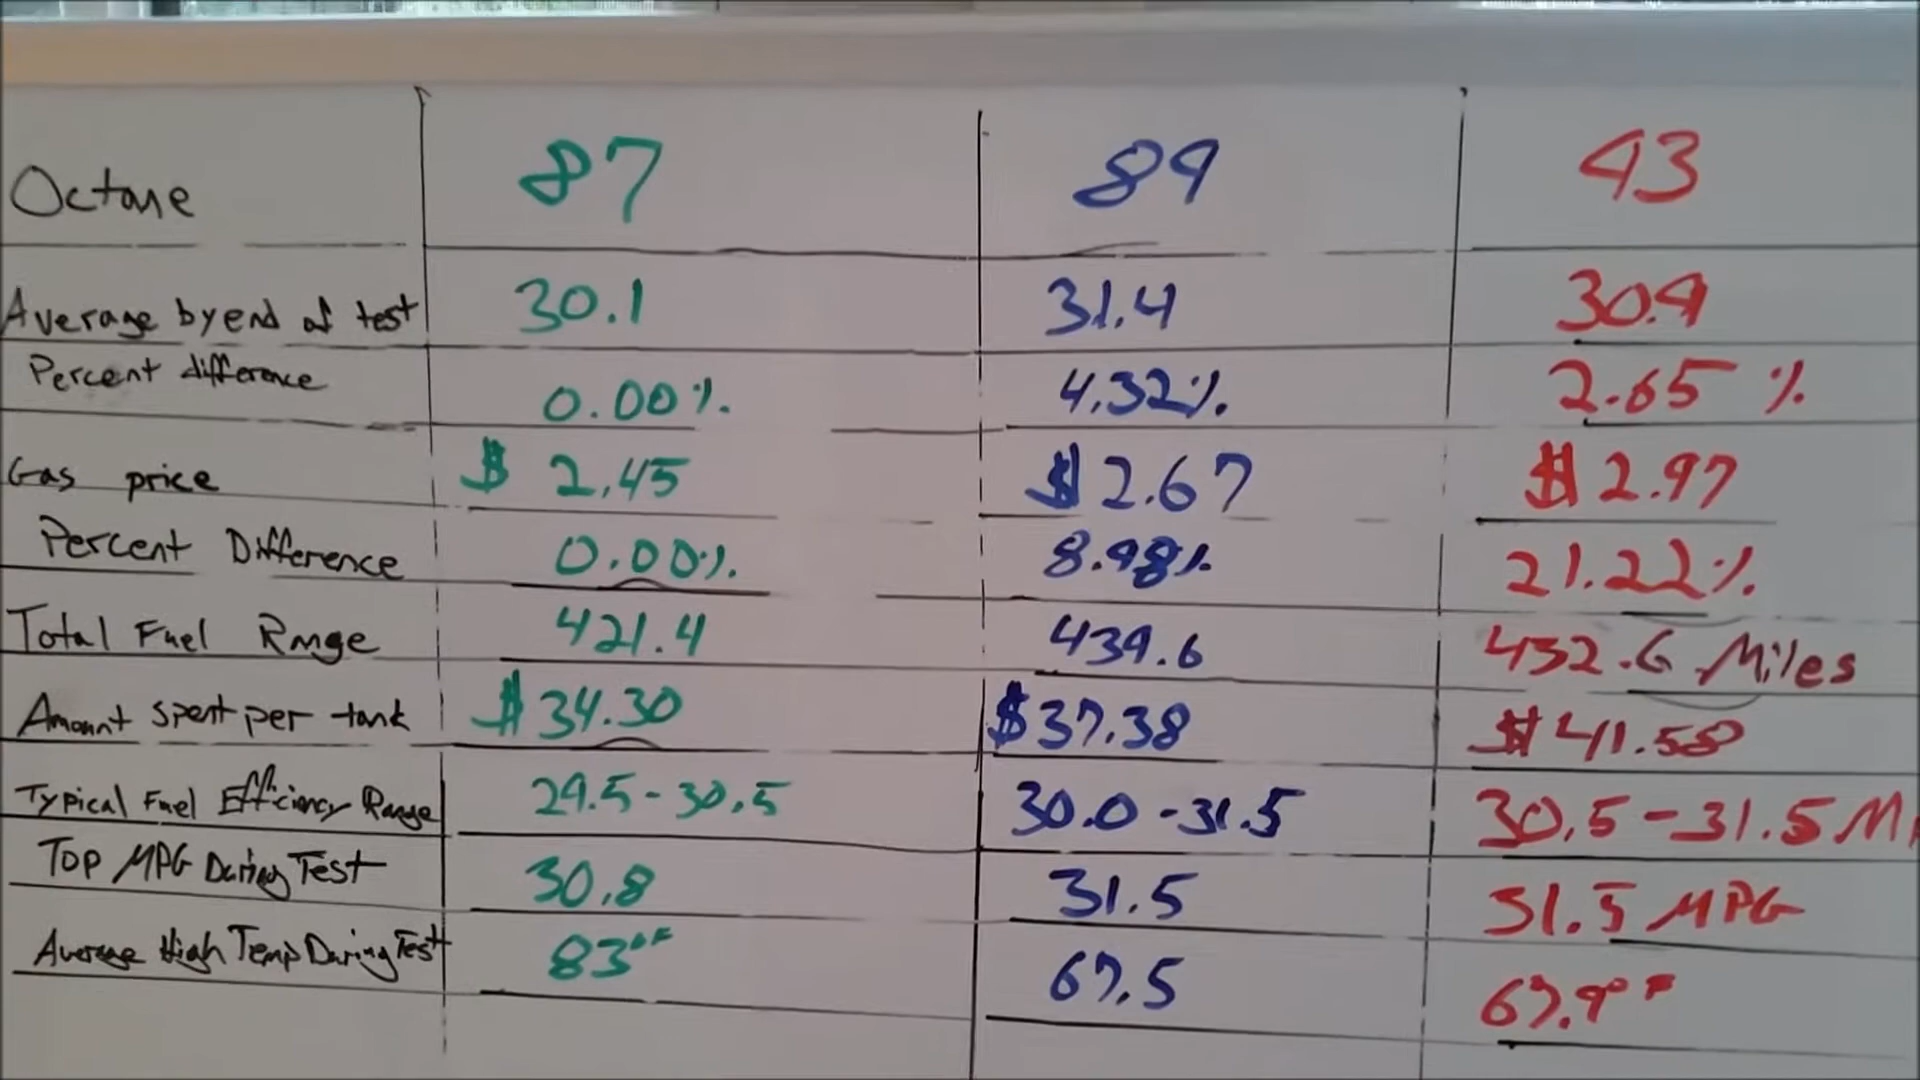 Octane 87 89 93
Average by end of test 30.1 31.4 30.9
Percent difference 0.00% 4.32% 2.65 %
Gas price $ 2.45 $ 2.67 $ 2.97
Percent Difference 0.00% 8.98% 21.22%
Total Fuel Range 421.4 439.6 432.6 Miles
Amount spent per tank $34.30 $37.38 $41.58
Typical Fuel Efficiency Range 29.5-30.5 30.0-31.5 30.5-31.5 M
Top MPG During Test 30.8 31.5 31.5 MPG
Average High Temp During Test 83°F 67.5 67.9°F